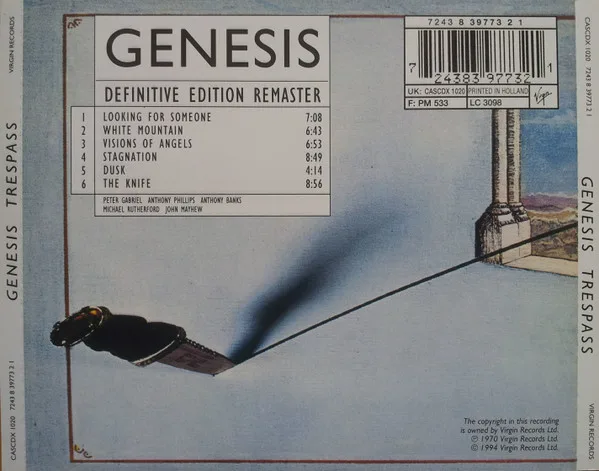 VIRGIN RECORDS
GENESIS TRESPASS
CASCDX 1020 7243 8 39773 2 1
GENESIS
DEFINITIVE EDITION REMASTER
1 LOOKING FOR SOMEONE 7:08
2 WHITE MOUNTAIN 6:43
3 VISIONS OF ANGELS 6:53
4 STAGNATION 8:49
5 DUSK 4:14
6 THE KNIFE 8:56
PETER GABRIEL ANTHONY PHILLIPS ANTHONY BANKS
MICHAEL RUTHERFORD JOHN MAYHEW
7243 8 39773 2 1
7 24383 97732 1
UK: CASCDX 1020 PRINTED IN HOLLAND
F: PM 533 LC 3098
Virgin
The copyright in this recording
is owned by Virgin Records Ltd.
℗ 1970 Virgin Records Ltd.
© 1994 Virgin Records Ltd.
CASCDX 1020 7243 8 39773 2 1
GENESIS TRESPASS
VIRGIN RECORDS